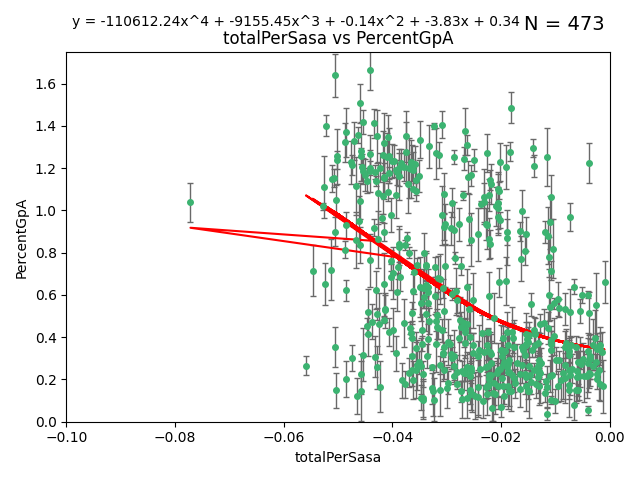 y = -110612.24x^4 + -9155.45x^3 + -0.14x^2 + -3.83x + 0.34 N = 473
totalPerSasa vs PercentGpA
PercentGpA
1.6
1.4
1.2
1.0
0.8
0.6
0.4
0.2
0.0
−0.10 −0.08 −0.06 −0.04 −0.02 0.00
totalPerSasa